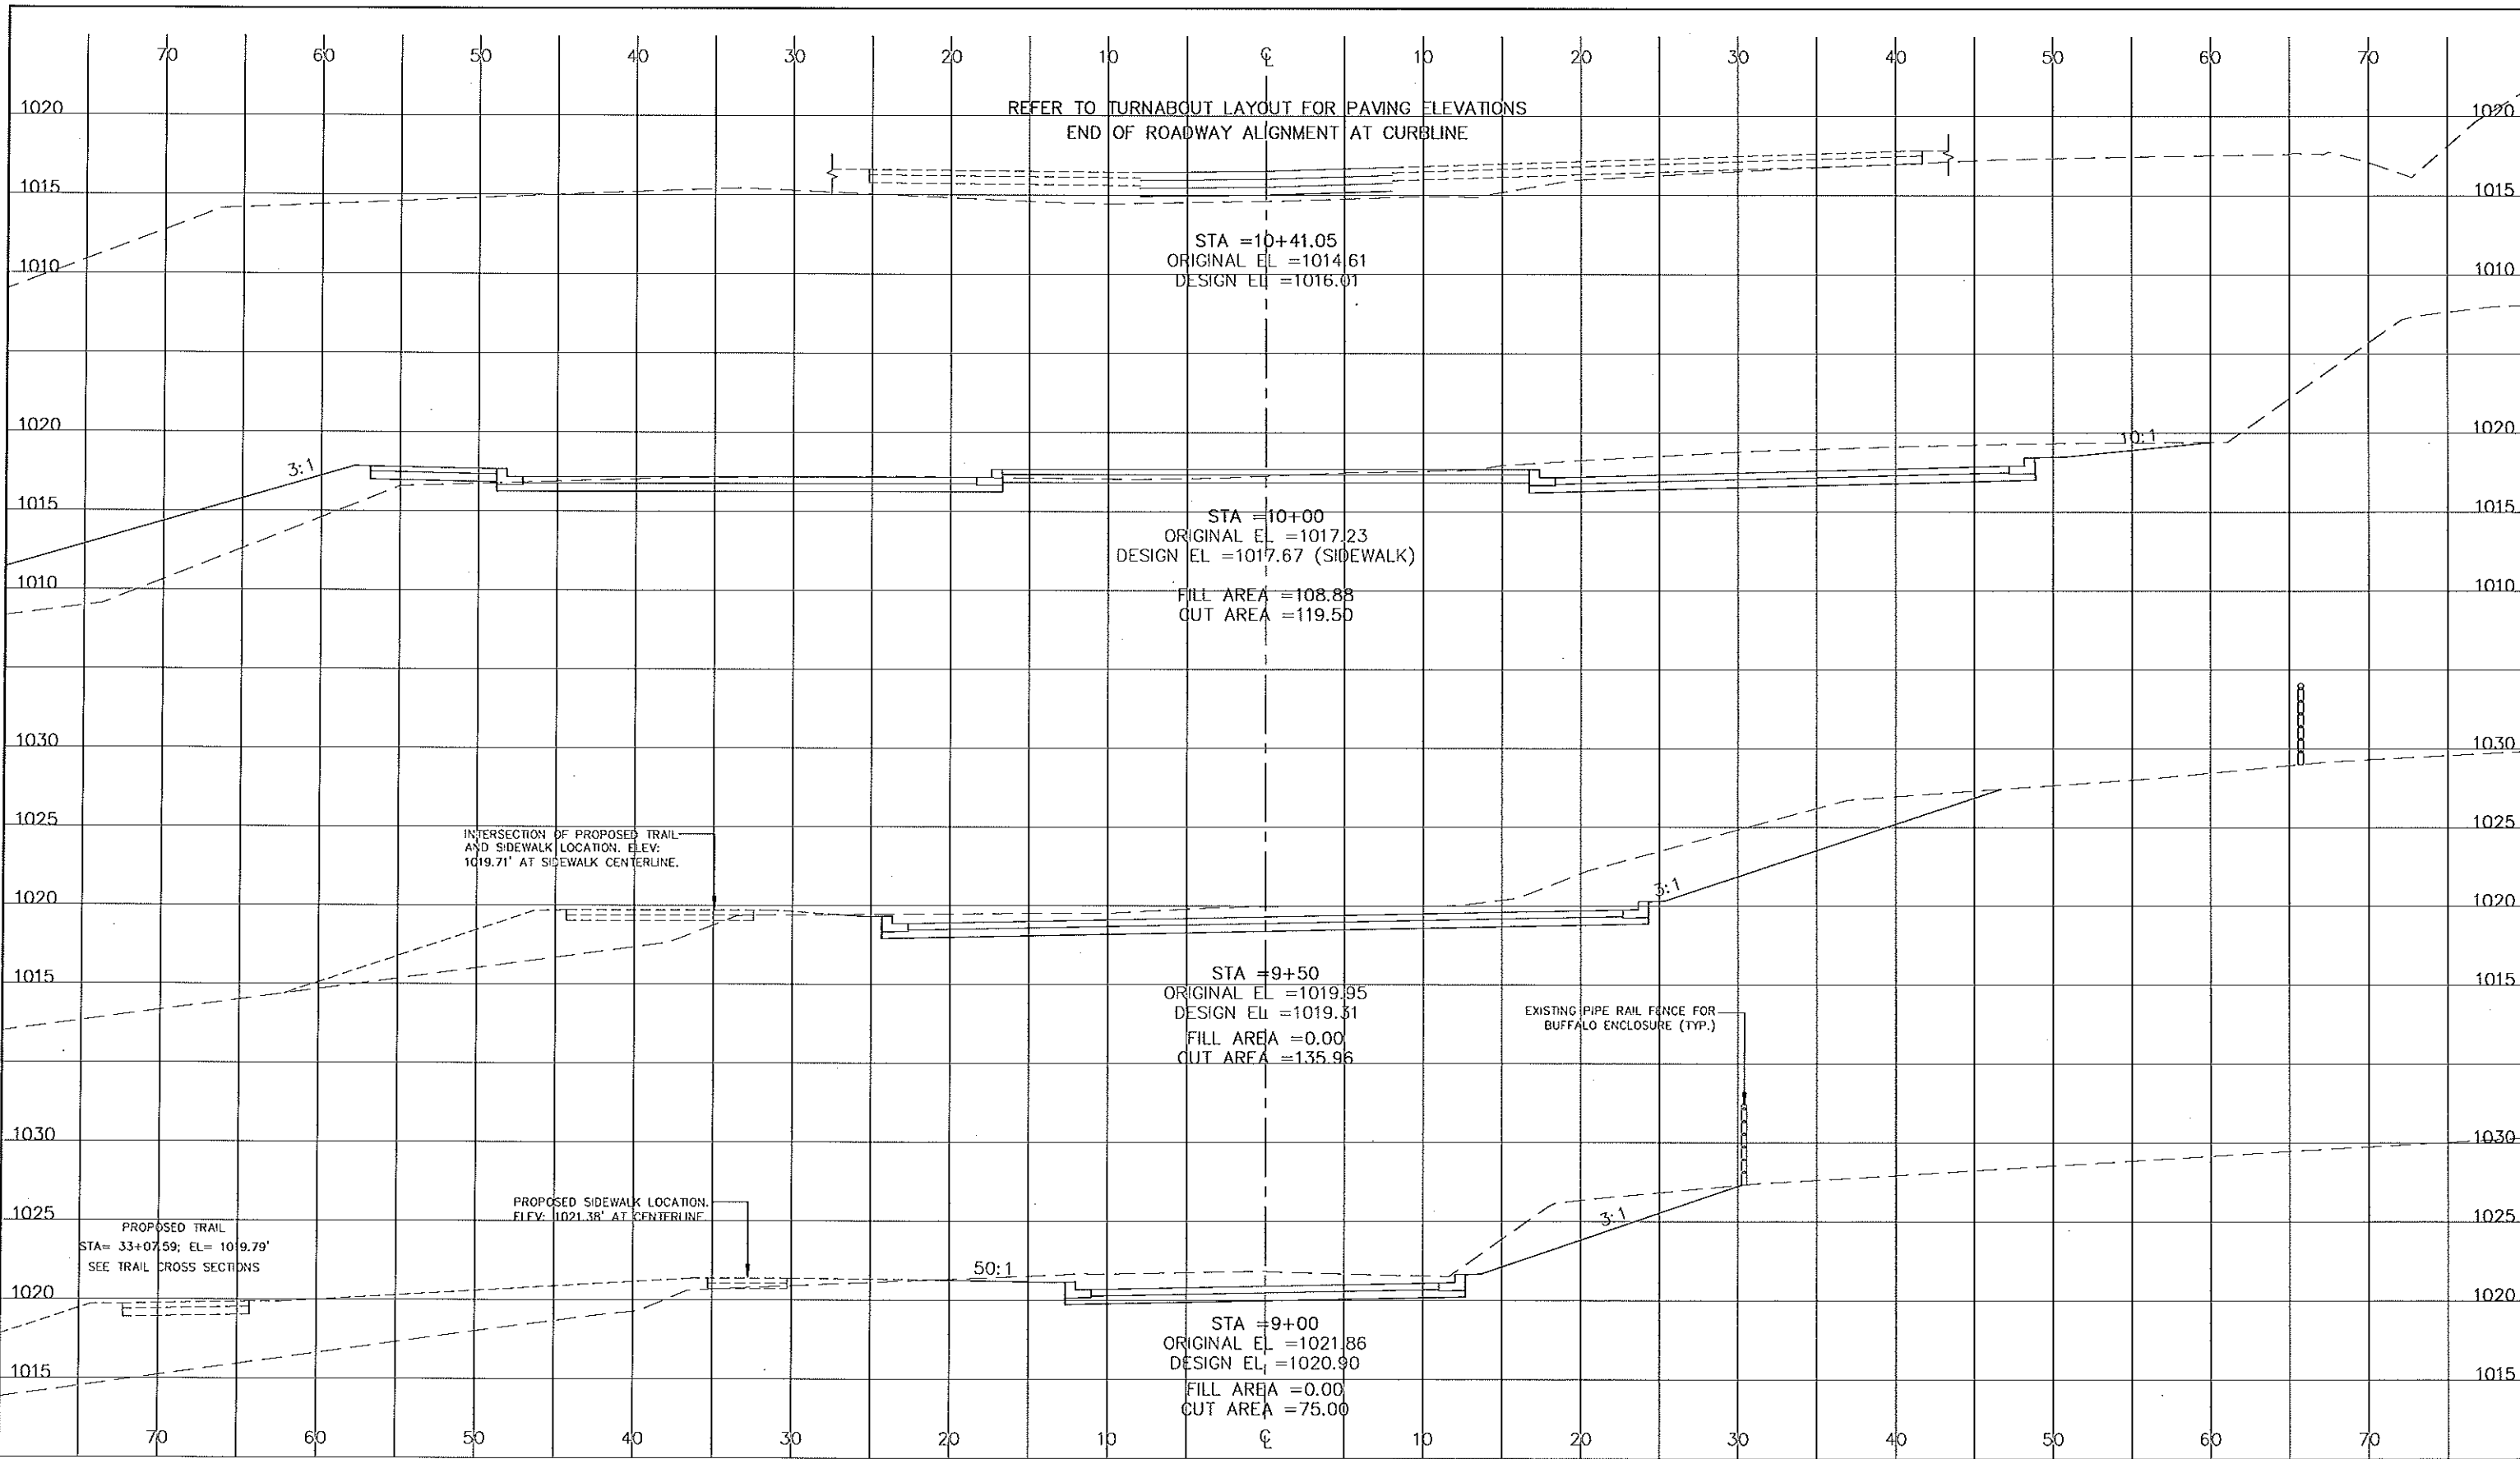 70 60 50 40 30 20 10 ℄ 10 20 30 40 50 60 70
REFER TO TURNABOUT LAYOUT FOR PAVING ELEVATIONS
END OF ROADWAY ALIGNMENT AT CURBLINE
1020 1020
1015 1015
1010 1010
STA =10+41.05
ORIGINAL EL =1014.61
DESIGN EL =1016.01
1020 1020
3:1
10:1
1015 1015
1010 1010
STA =10+00
ORIGINAL EL =1017.23
DESIGN EL =1017.67 (SIDEWALK)
FILL AREA =108.88
CUT AREA =119.50
1030 1030
1025 1025
INTERSECTION OF PROPOSED TRAIL
AND SIDEWALK LOCATION. ELEV:
1019.71' AT SIDEWALK CENTERLINE.
3:1
1020 1020
1015 1015
STA =9+50
ORIGINAL EL =1019.95
DESIGN EL =1019.31
FILL AREA =0.00
CUT AREA =135.96
EXISTING PIPE RAIL FENCE FOR
BUFFALO ENCLOSURE (TYP.)
1030 1030
PROPOSED SIDEWALK LOCATION.
ELEV: 1021.38' AT CENTERLINE.
3:1
1025 1025
PROPOSED TRAIL
STA= 33+07.59; EL= 1019.79'
SEE TRAIL CROSS SECTIONS
50:1
1020 1020
1015 1015
STA =9+00
ORIGINAL EL =1021.86
DESIGN EL =1020.90
FILL AREA =0.00
CUT AREA =75.00
70 60 50 40 30 20 10 ℄ 10 20 30 40 50 60 70